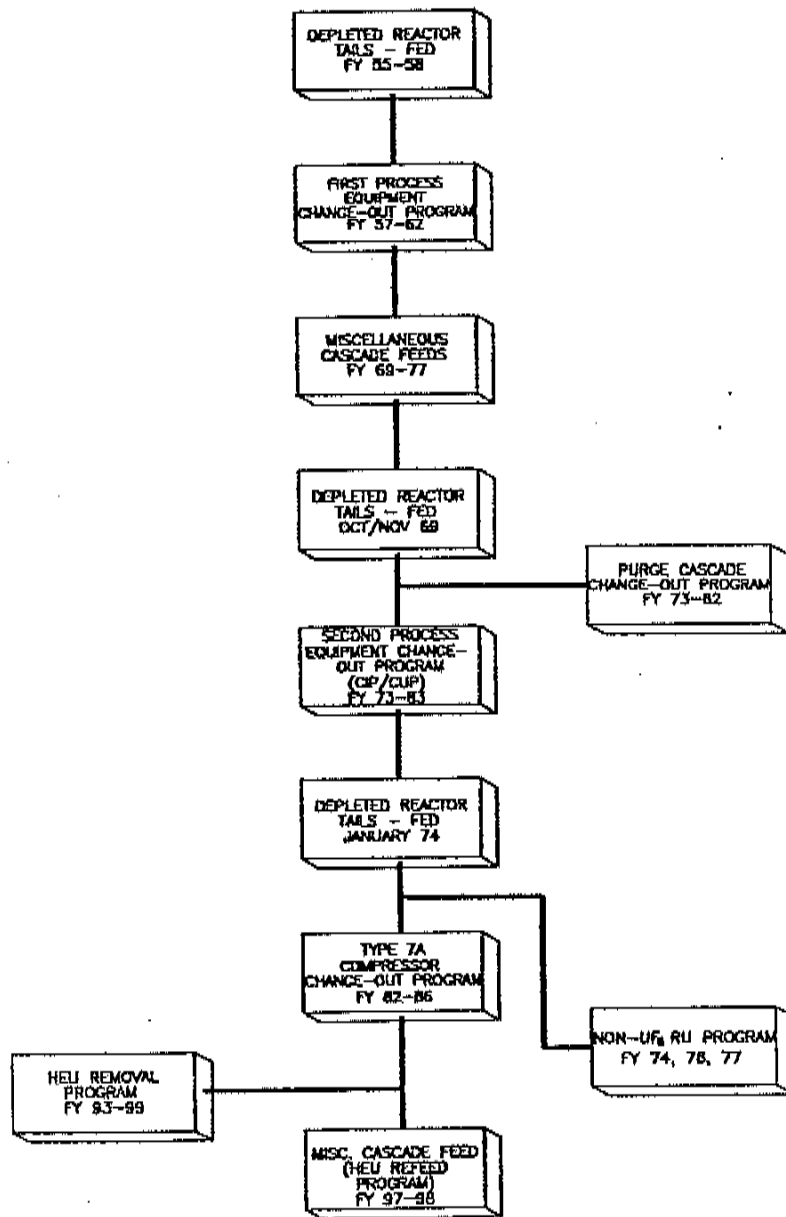 DEPLETED REACTOR
TAILS - FED
FY 55-58
FIRST PROCESS
EQUIPMENT
CHANGE-OUT PROGRAM
FY 57-62
MISCELLANEOUS
CASCADE FEEDS
FY 69-77
DEPLETED REACTOR
TAILS - FED
OCT/NOV 69
PURGE CASCADE
CHANGE-OUT PROGRAM
FY 73-82
SECOND PROCESS
EQUIPMENT CHANGE-
OUT PROGRAM
(CIP/CUP)
FY 73-83
DEPLETED REACTOR
TAILS - FED
JANUARY 74
TYPE 7A
COMPRESSOR
CHANGE-OUT PROGRAM
FY 82-86
NON-UF₆ RU PROGRAM
FY 74, 76, 77
HEU REMOVAL
PROGRAM
FY 93-99
MISC. CASCADE FEED
(HEU REFEED
PROGRAM)
FY 97-98